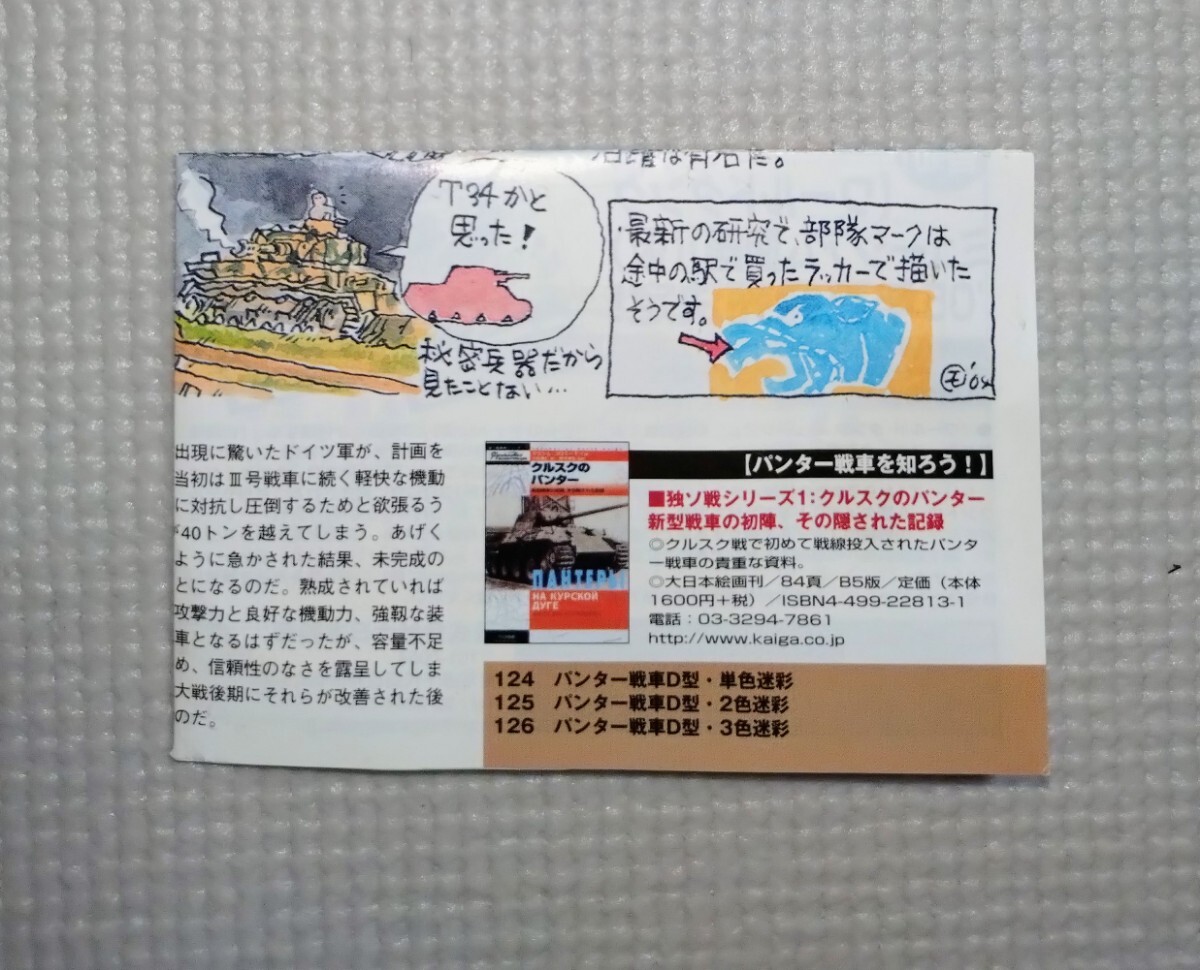 は有名だ。
T34かと
思った!
秘密兵器だから
見たことない…
・最新の研究で、部隊マークは
途中の駅で買ったラッカーで描いた
そうです。
出現に驚いたドイツ軍が、計画を
当初はⅢ号戦車に続く軽快な機動
に対抗し圧倒するためと欲張るう
が40トンを越えてしまう。あげく
ように急かされた結果、未完成の
とになるのだ。熟成されていれば
攻撃力と良好な機動力、強靱な装
車となるはずだったが、容量不足
め、信頼性のなさを露呈してしま
大戦後期にそれらが改善された後
のだ。
クルスクの
パンター
ПАНТЕРЫ
НА КУРСКОЙ
ДУГЕ
【パンター戦車を知ろう!】
■独ソ戦シリーズ1:クルスクのパンター
新型戦車の初陣、その隠された記録
◎クルスク戦で初めて戦線投入されたパンタ
ー戦車の貴重な資料。
◎大日本絵画刊/84頁/B5版/定価(本体
1600円+税)/ISBN4-499-22813-1
電話:03-3294-7861
http://www.kaiga.co.jp
124 パンター戦車D型・単色迷彩
125 パンター戦車D型・2色迷彩
126 パンター戦車D型・3色迷彩